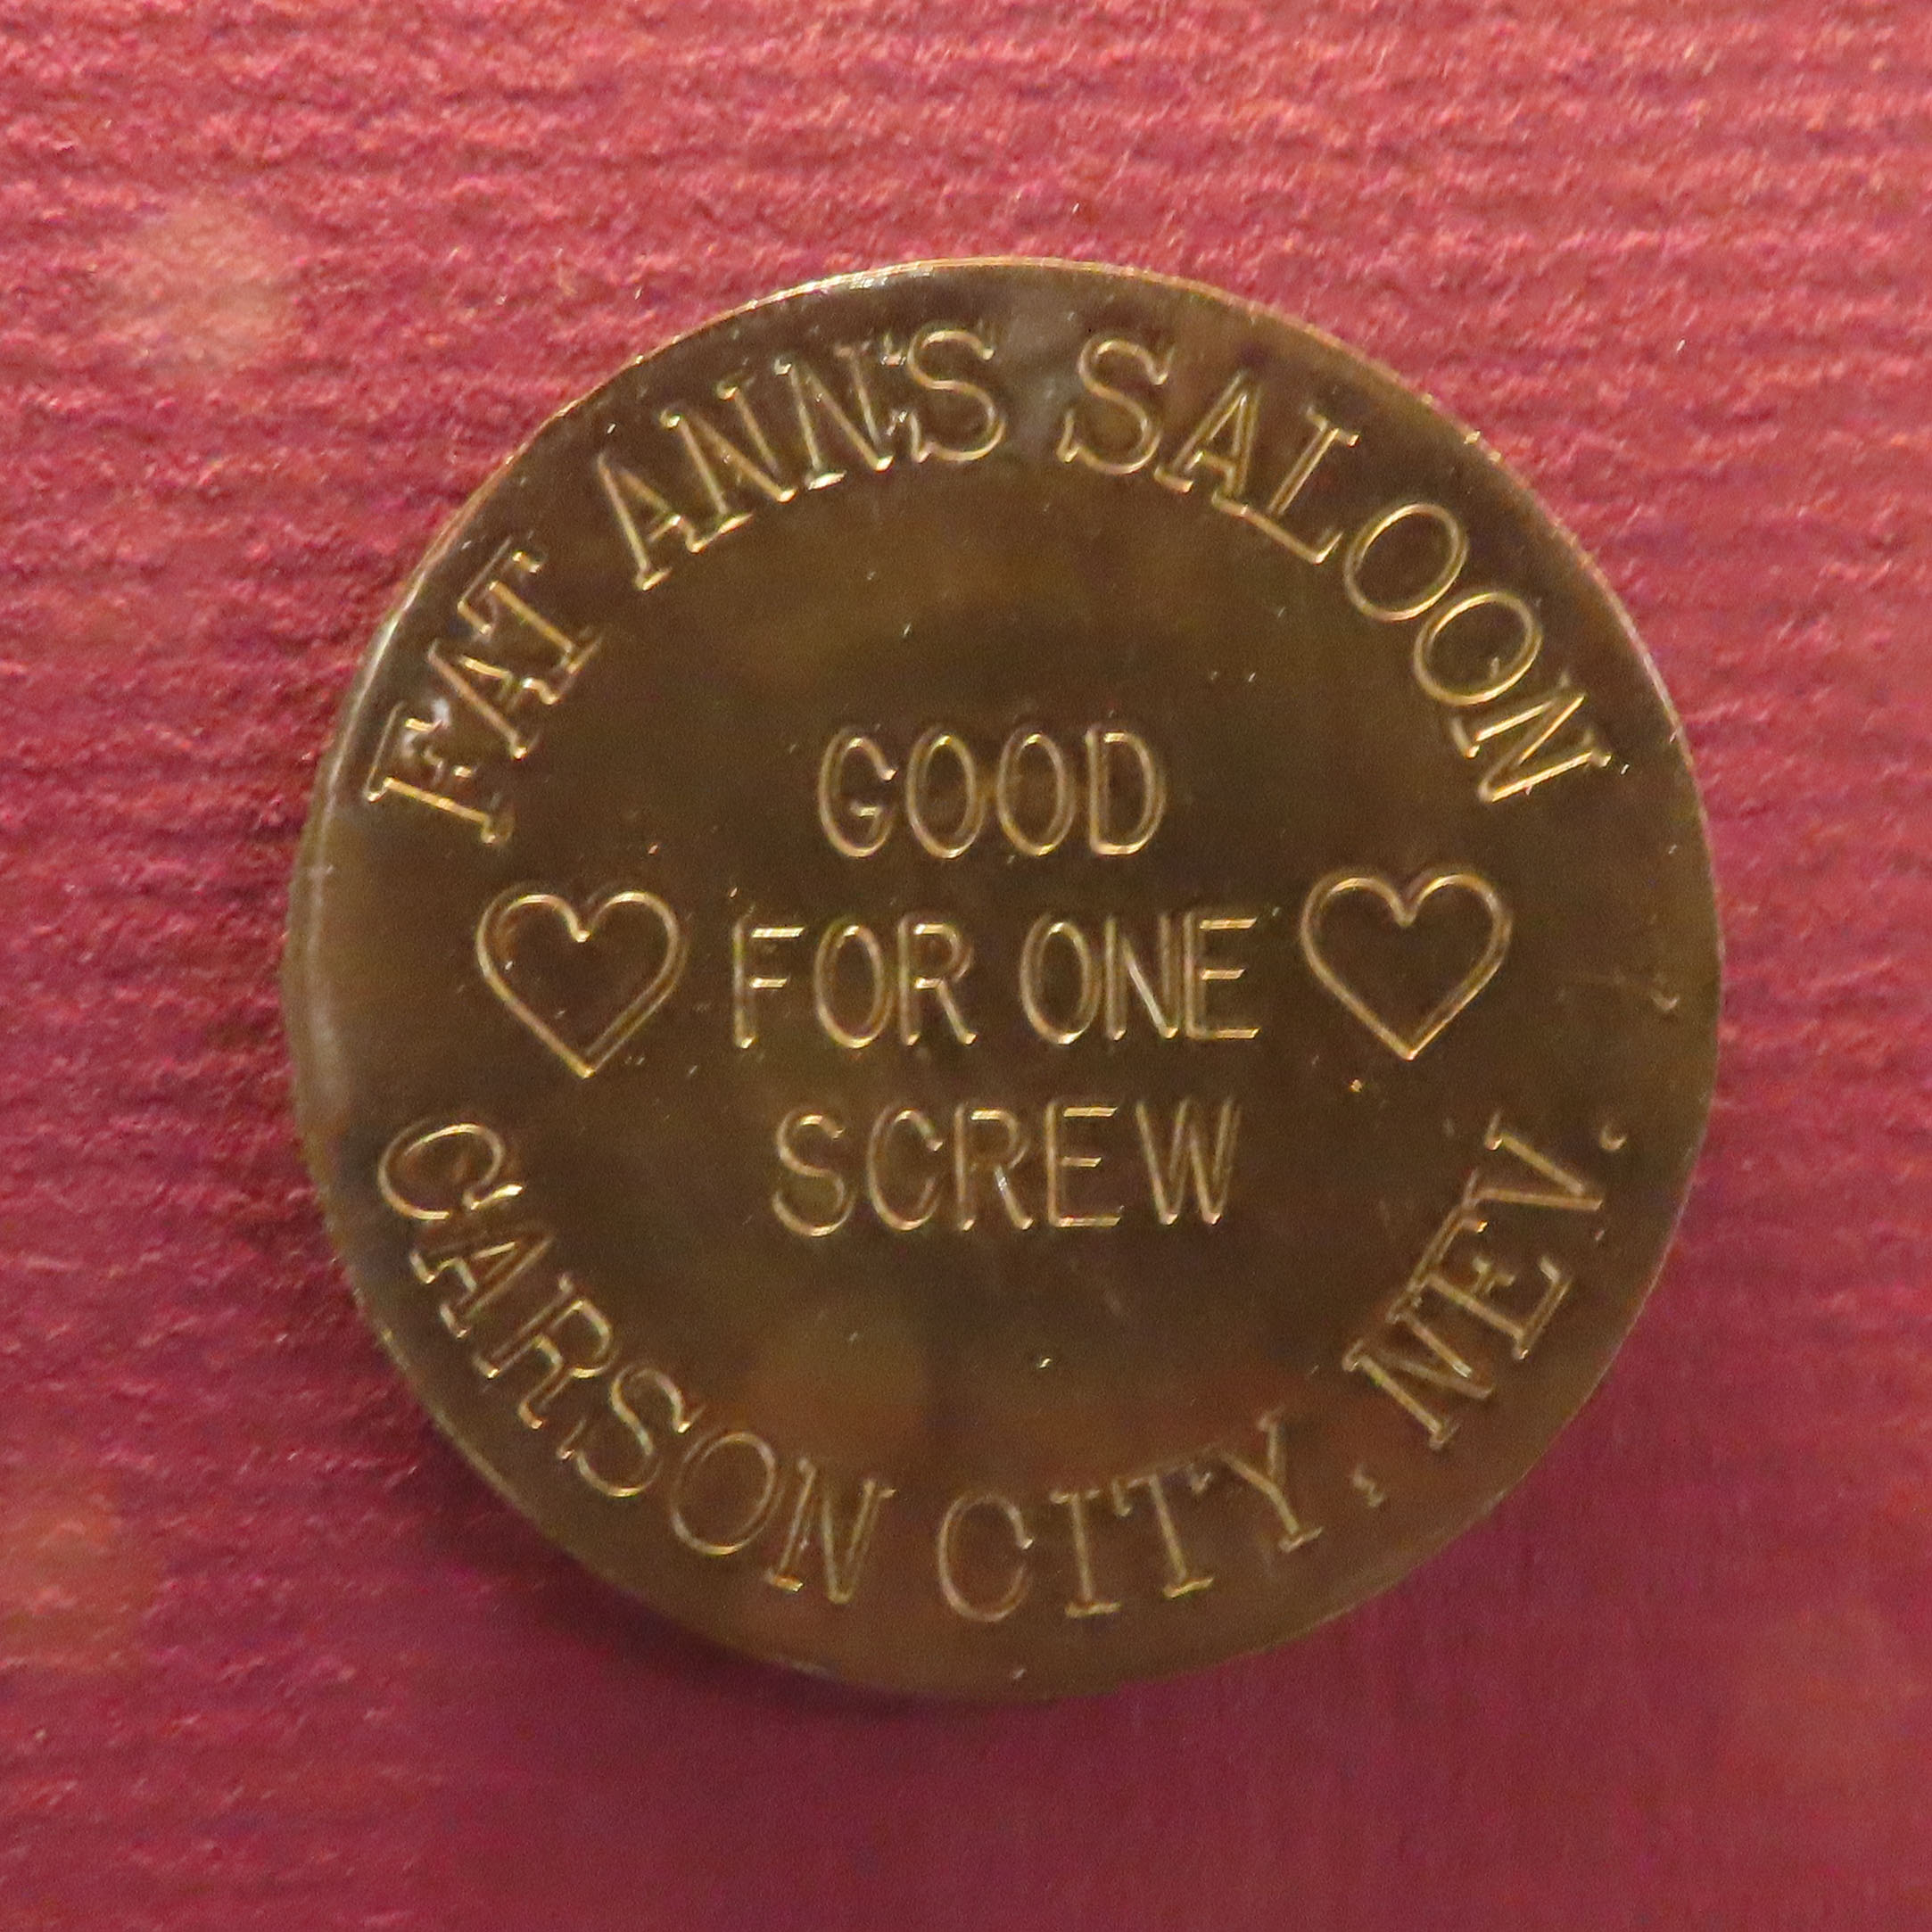 FAT ANN'S SALOON
GOOD
FOR ONE
SCREW
CARSON CITY, NEV.